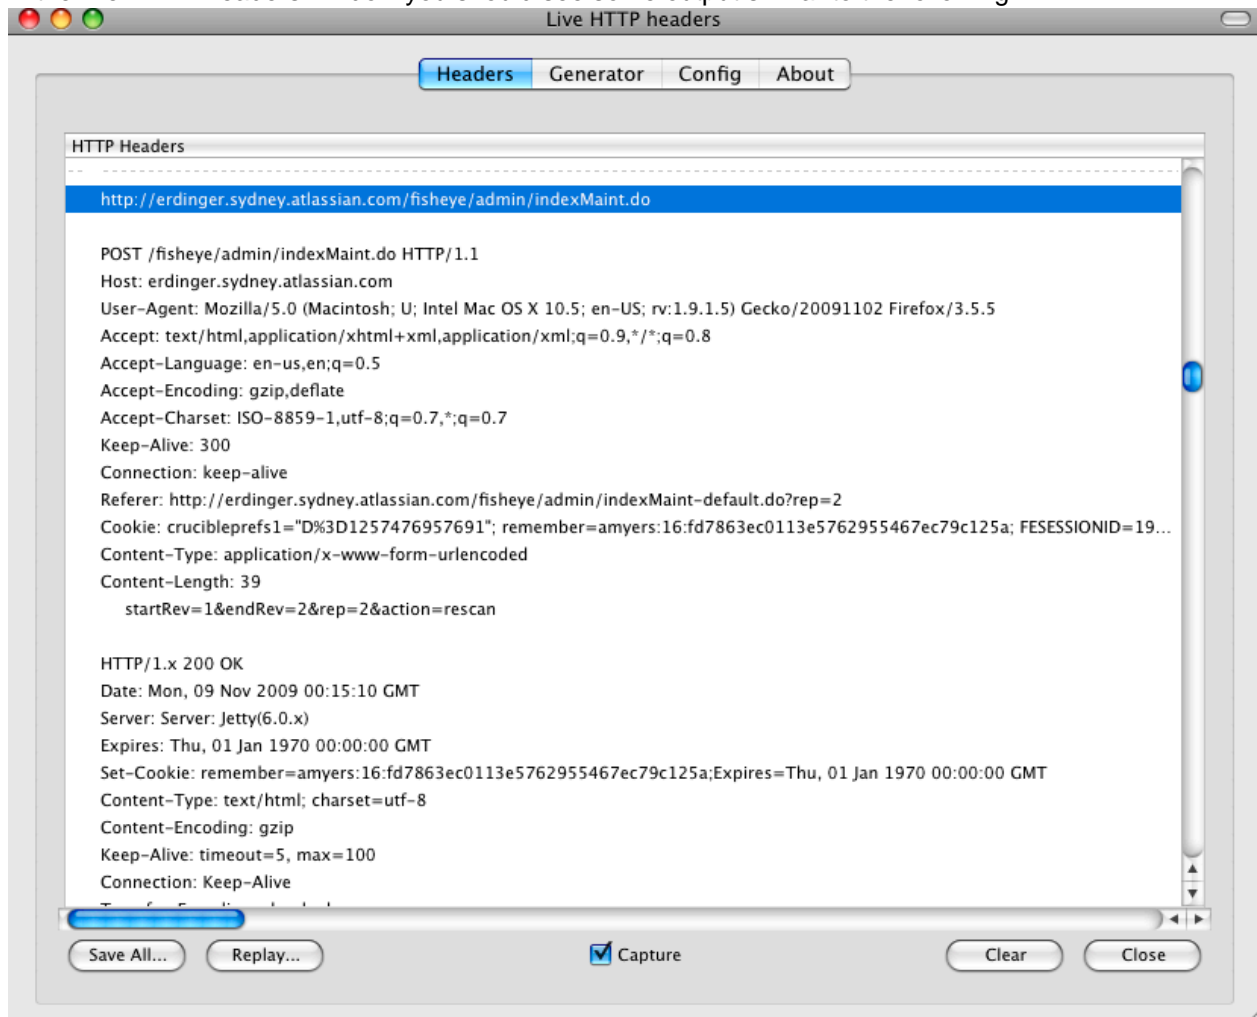 Live HTTP headers
Headers Generator Config About
HTTP Headers
http://erdinger.sydney.atlassian.com/fisheye/admin/indexMaint.do
POST /fisheye/admin/indexMaint.do HTTP/1.1
Host: erdinger.sydney.atlassian.com
User-Agent: Mozilla/5.0 (Macintosh; U; Intel Mac OS X 10.5; en-US; rv:1.9.1.5) Gecko/20091102 Firefox/3.5.5
Accept: text/html,application/xhtml+xml,application/xml;q=0.9,*/*;q=0.8
Accept-Language: en-us,en;q=0.5
Accept-Encoding: gzip,deflate
Accept-Charset: ISO-8859-1,utf-8;q=0.7,*;q=0.7
Keep-Alive: 300
Connection: keep-alive
Referer: http://erdinger.sydney.atlassian.com/fisheye/admin/indexMaint-default.do?rep=2
Cookie: crucibleprefs1="D%3D1257476957691"; remember=amyers:16:fd7863ec0113e5762955467ec79c125a; FESESSIONID=19...
Content-Type: application/x-www-form-urlencoded
Content-Length: 39
startRev=1&endRev=2&rep=2&action=rescan
HTTP/1.x 200 OK
Date: Mon, 09 Nov 2009 00:15:10 GMT
Server: Server: Jetty(6.0.x)
Expires: Thu, 01 Jan 1970 00:00:00 GMT
Set-Cookie: remember=amyers:16:fd7863ec0113e5762955467ec79c125a;Expires=Thu, 01 Jan 1970 00:00:00 GMT
Content-Type: text/html; charset=utf-8
Content-Encoding: gzip
Keep-Alive: timeout=5, max=100
Connection: Keep-Alive
Save All... Replay... Capture Clear Close